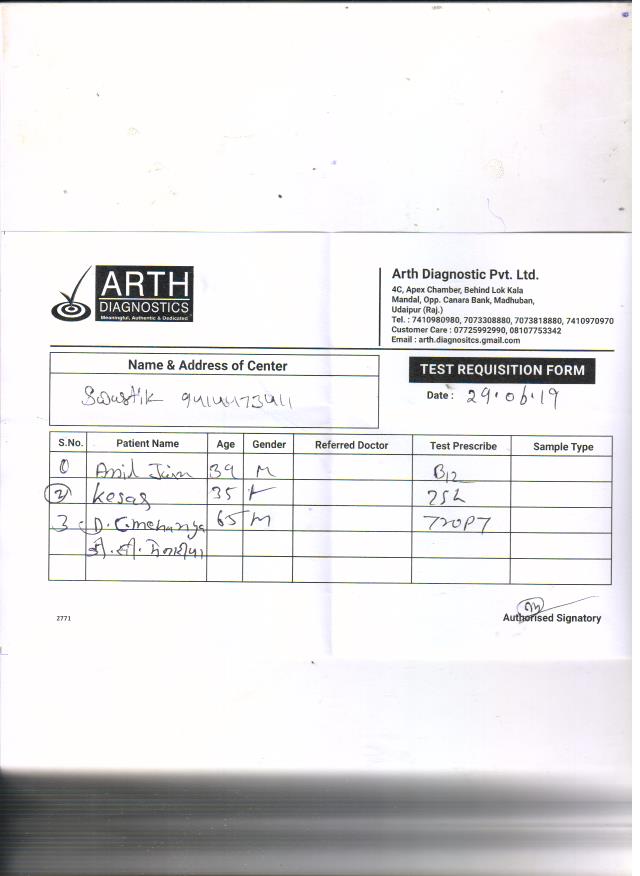 ARTH
DIAGNOSTICS
Meaningful, Authentic & Dedicated
Arth Diagnostic Pvt. Ltd.
4C, Apex Chamber, Behind Lok Kala
Mandal, Opp. Canara Bank, Madhuban,
Udaipur (Raj.)
Tel. : 7410980980, 7073308880, 7073818880, 7410970970
Customer Care : 07725992990, 08107753342
Email : arth.diagnositcs.gmail.com
Name & Address of Center
Swastik
TEST REQUISITION FORM
Date : 29.06.19
S.No. Patient Name Age Gender Referred Doctor Test Prescribe Sample Type
Anil Jain 39 M B12
2 Kesar 35 F
3 D. C. 65 M TROPT
डी. सी.
2771
Authorised Signatory